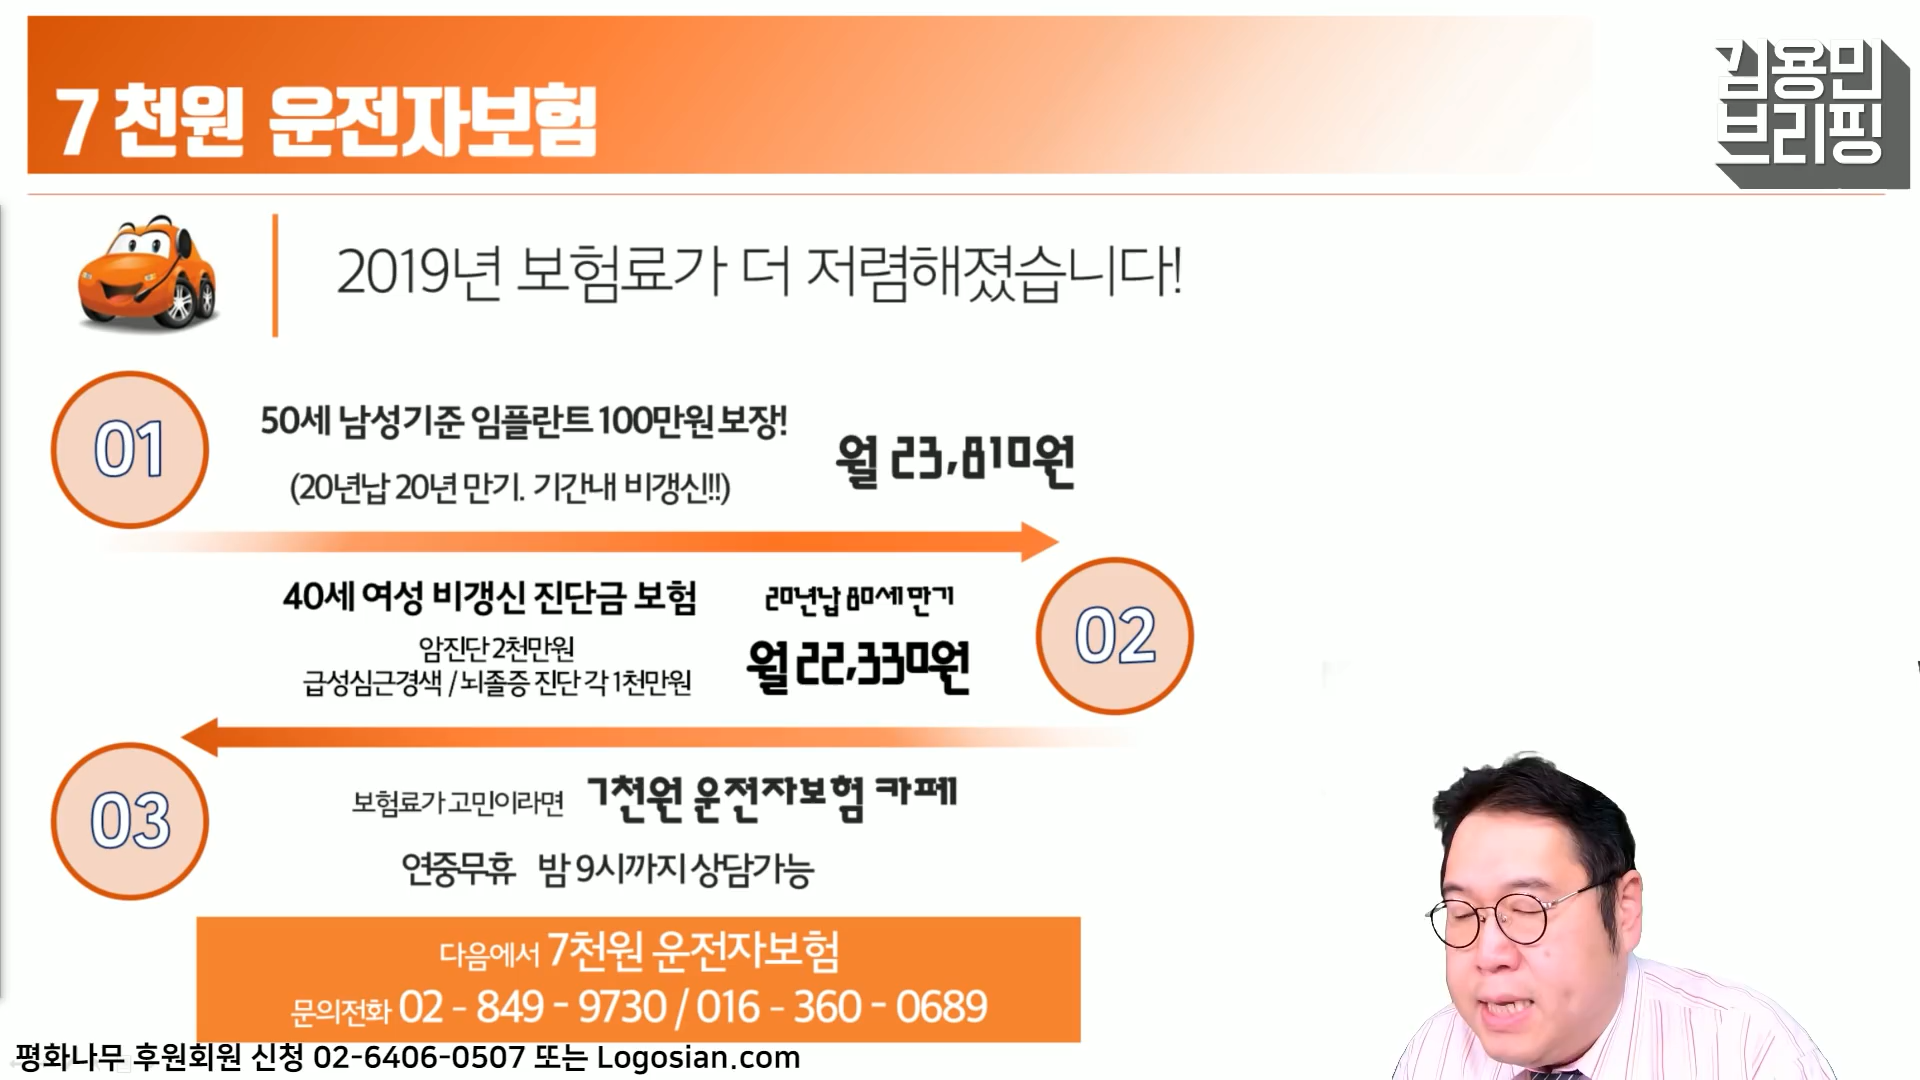 7천원 운전자보험
김용민
브리핑
2019년 보험료가 더 저렴해졌습니다!
01
50세 남성기준 임플란트 100만원 보장!
(20년납 20년 만기. 기간내 비갱신!!)
월 23,810원
40세 여성 비갱신 진단금 보험
암진단 2천만원
급성심근경색 / 뇌졸증 진단 각 1천만원
20년납 80세 만기
월 22,330원
02
03
보험료가 고민이라면 7천원 운전자보험 카페
연중무휴 밤 9시까지 상담가능
다음에서 7천원 운전자보험
문의전화 02 - 849 - 9730 / 016 - 360 - 0689
평화나무 후원회원 신청 02-6406-0507 또는 Logosian.com